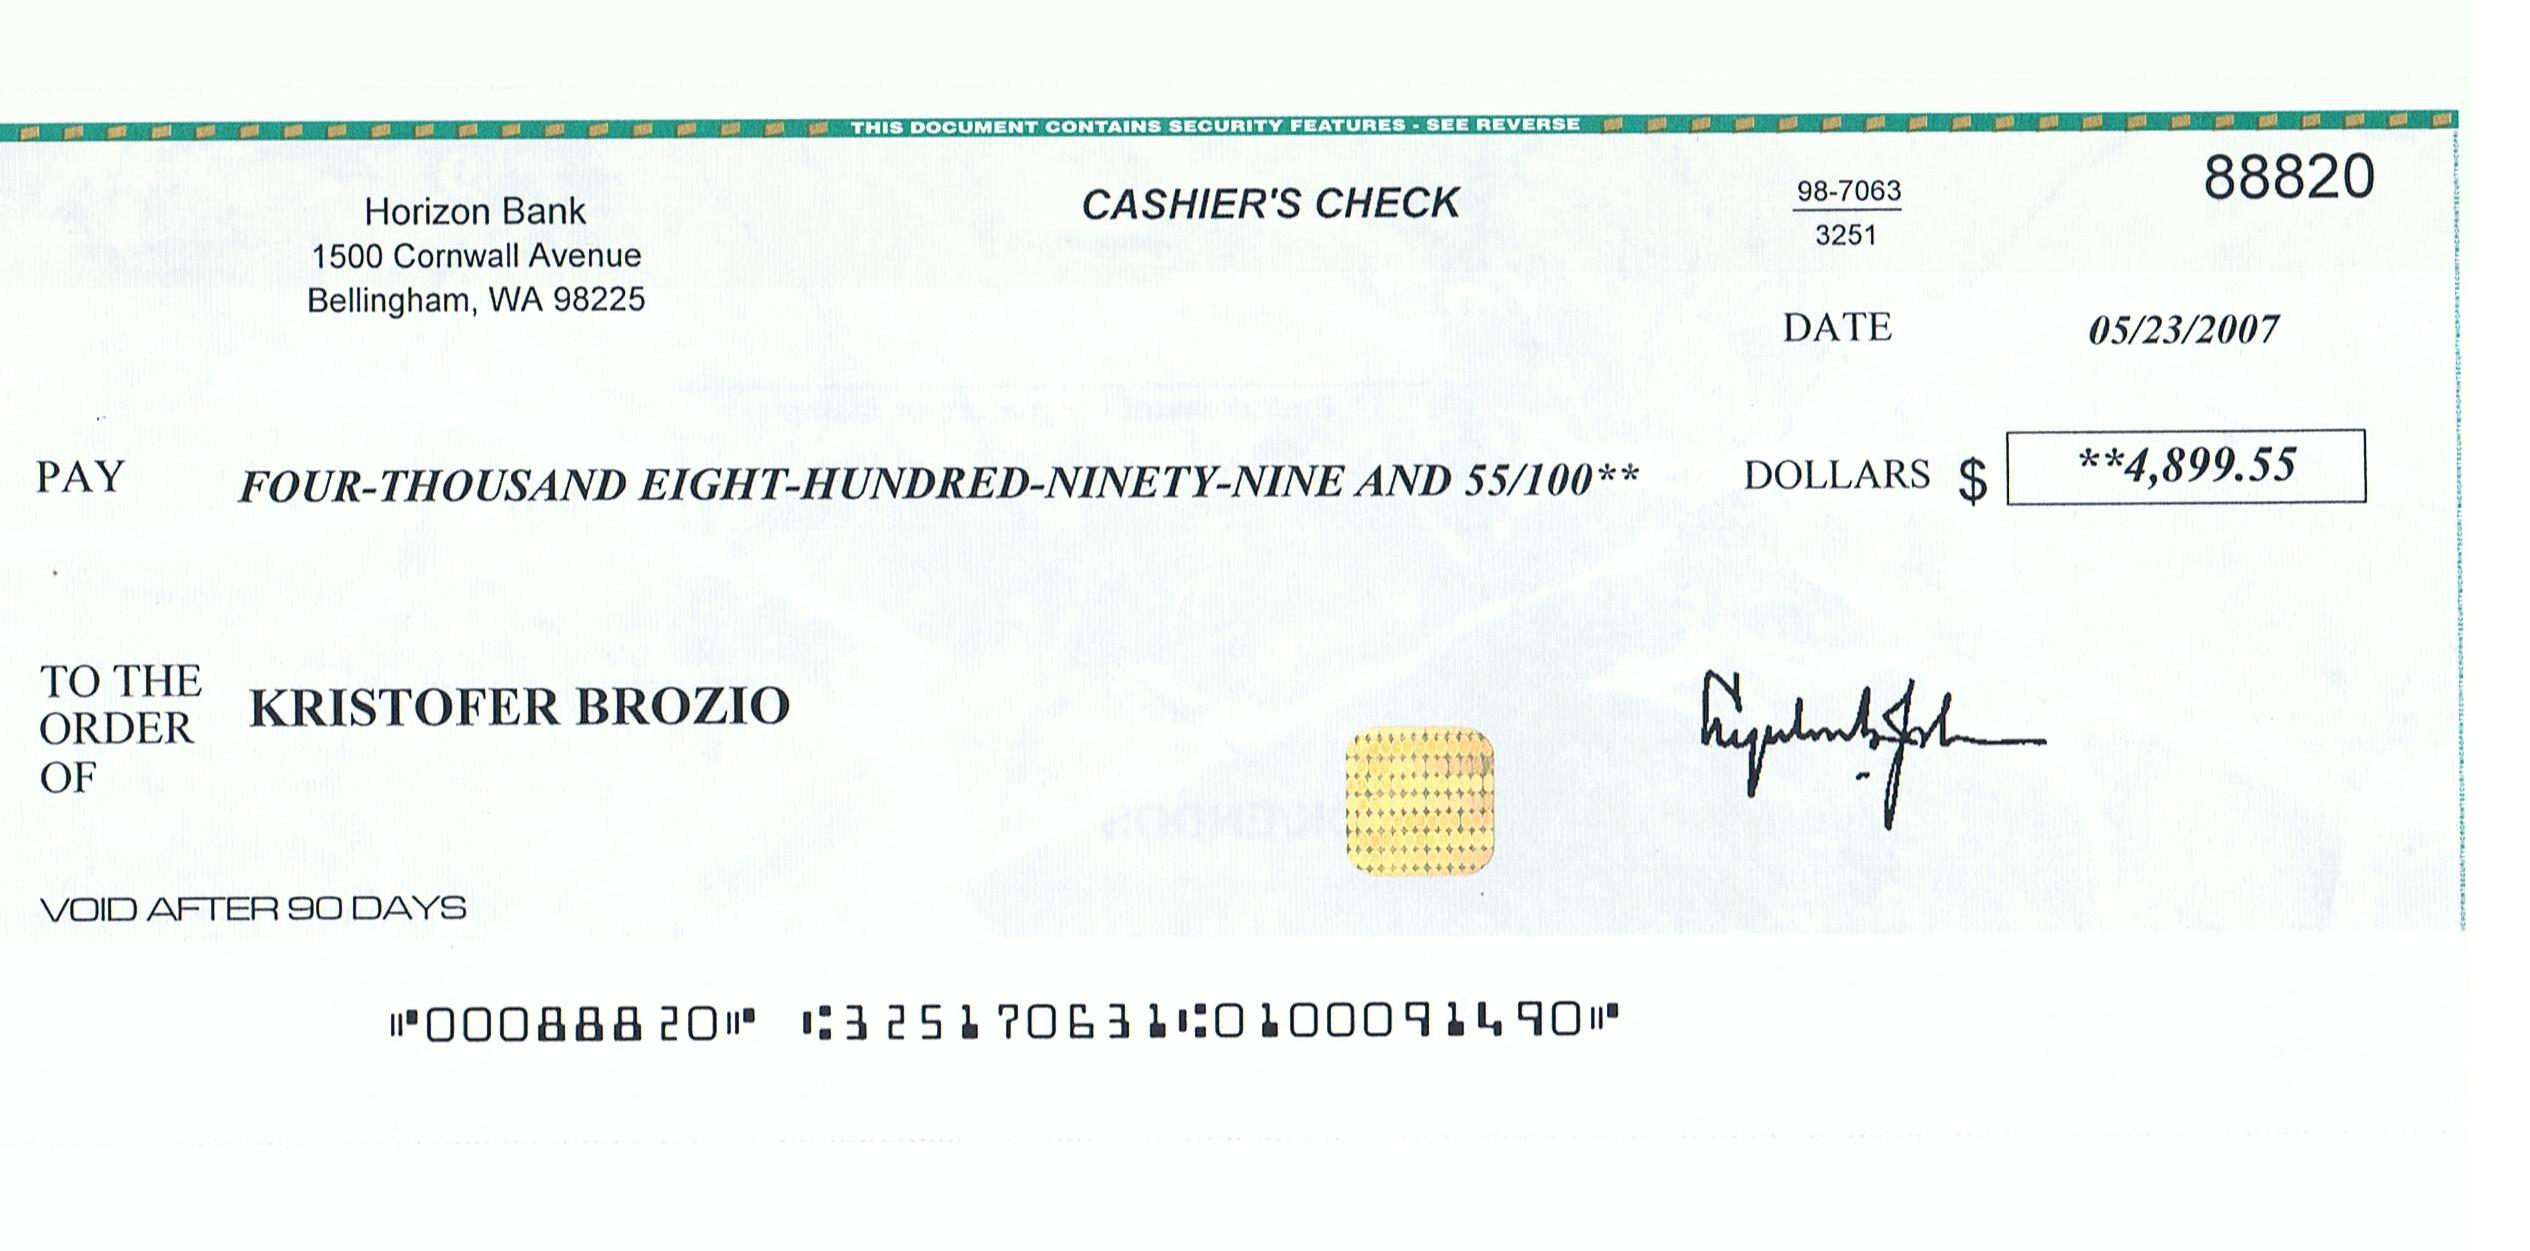 THIS DOCUMENT CONTAINS SECURITY FEATURES - SEE REVERSE
88820
Horizon Bank
1500 Cornwall Avenue
Bellingham, WA 98225
CASHIER'S CHECK
98-7063
3251
DATE 05/23/2007
PAY FOUR-THOUSAND EIGHT-HUNDRED-NINETY-NINE AND 55/100** DOLLARS $ **4,899.55
TO THE
ORDER
OF
KRISTOFER BROZIO
VOID AFTER 90 DAYS
⑈00088820⑈ ⑆325170631⑆0100091490⑈